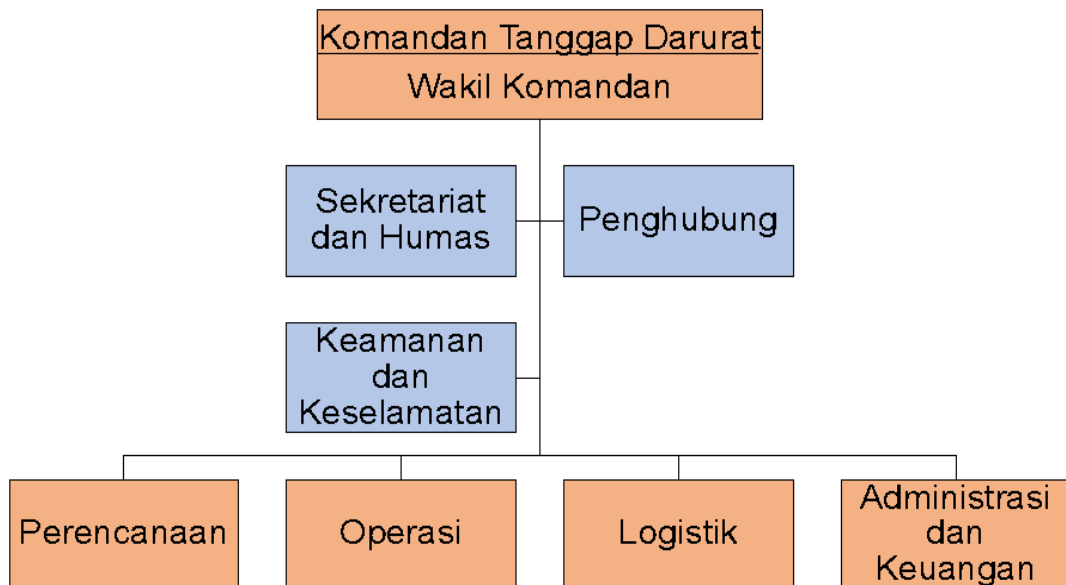 Komandan Tanggap Darurat
Wakil Komandan
Sekretariat
dan Humas
Penghubung
Keamanan
dan
Keselamatan
Perencanaan
Operasi
Logistik
Administrasi
dan
Keuangan